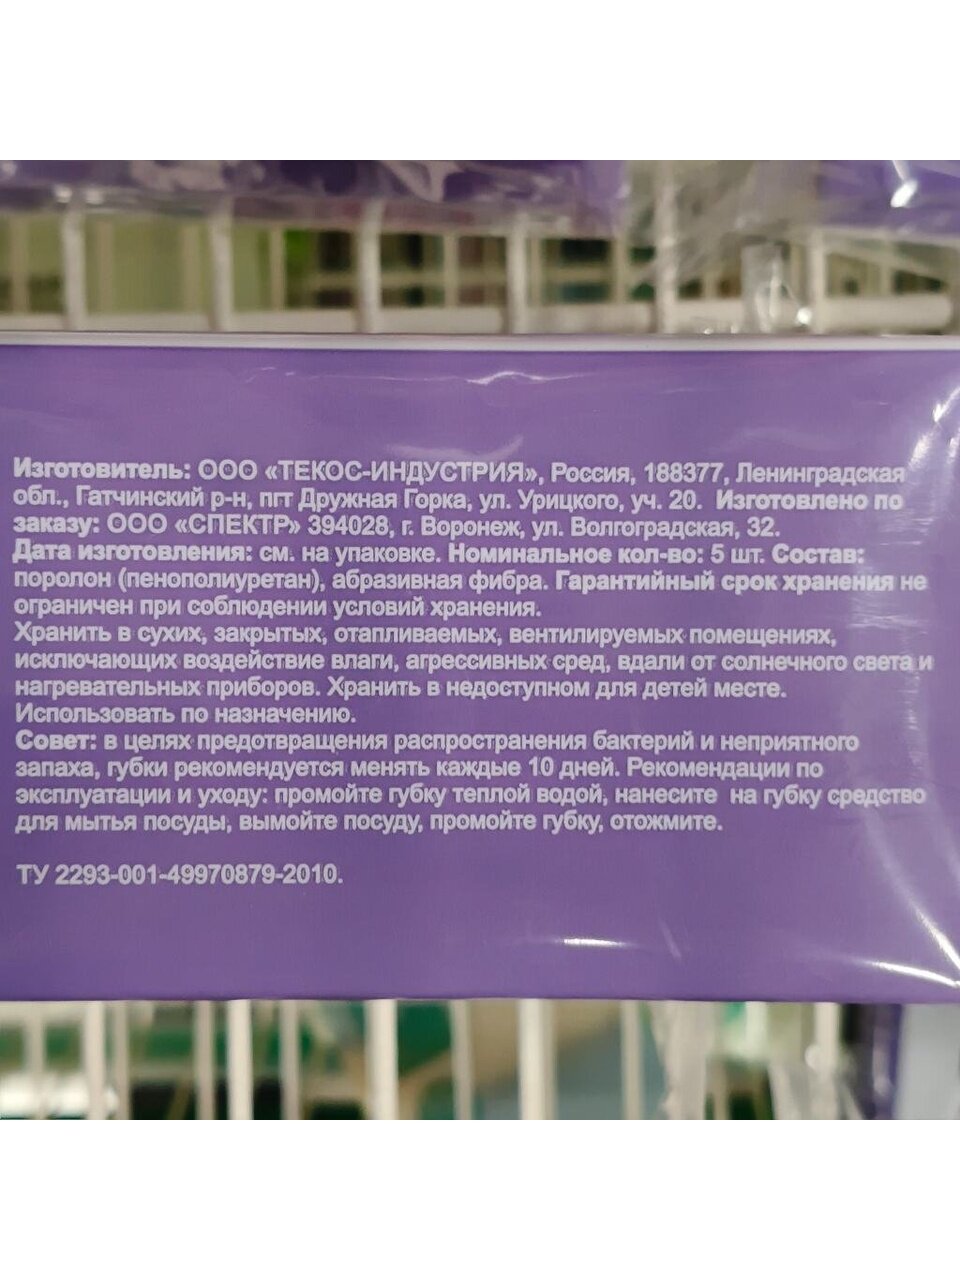 Изготовитель: ООО «ТЕКОС-ИНДУСТРИЯ», Россия, 188377, Ленинградская
обл., Гатчинский р-н, пгт Дружная Горка, ул. Урицкого, уч. 20. Изготовлено по
заказу: ООО «СПЕКТР» 394028, г. Воронеж, ул. Волгоградская, 32.
Дата изготовления: см. на упаковке. Номинальное кол-во: 5 шт. Состав:
поролон (пенополиуретан), абразивная фибра. Гарантийный срок хранения не
ограничен при соблюдении условий хранения.
Хранить в сухих, закрытых, отапливаемых, вентилируемых помещениях,
исключающих воздействие влаги, агрессивных сред, вдали от солнечного света и
нагревательных приборов. Хранить в недоступном для детей месте.
Использовать по назначению.
Совет: в целях предотвращения распространения бактерий и неприятного
запаха, губки рекомендуется менять каждые 10 дней. Рекомендации по
эксплуатации и уходу: промойте губку теплой водой, нанесите на губку средство
для мытья посуды, вымойте посуду, промойте губку, отожмите.
ТУ 2293-001-49970879-2010.